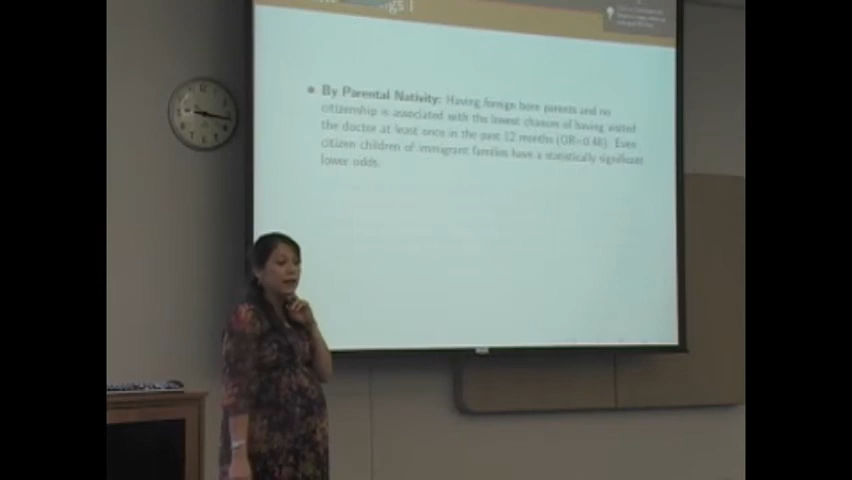 gs I
• By Parental Nativity: Having foreign born parents and no
citizenship is associated with the lowest chances of having visited
the doctor at least once in the past 12 months (OR=0.48). Even
citizen children of immigrant families have a statistically significant
lower odds.